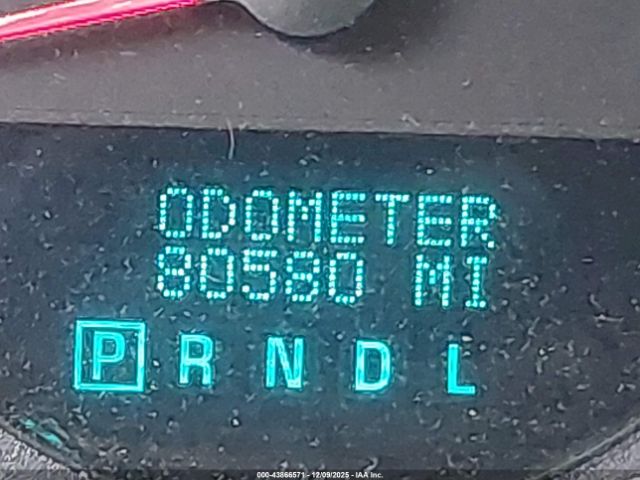 ODOMETER
80580 MI
P R N D L
000-43866571 - 12/09/2025 - IAA Inc.